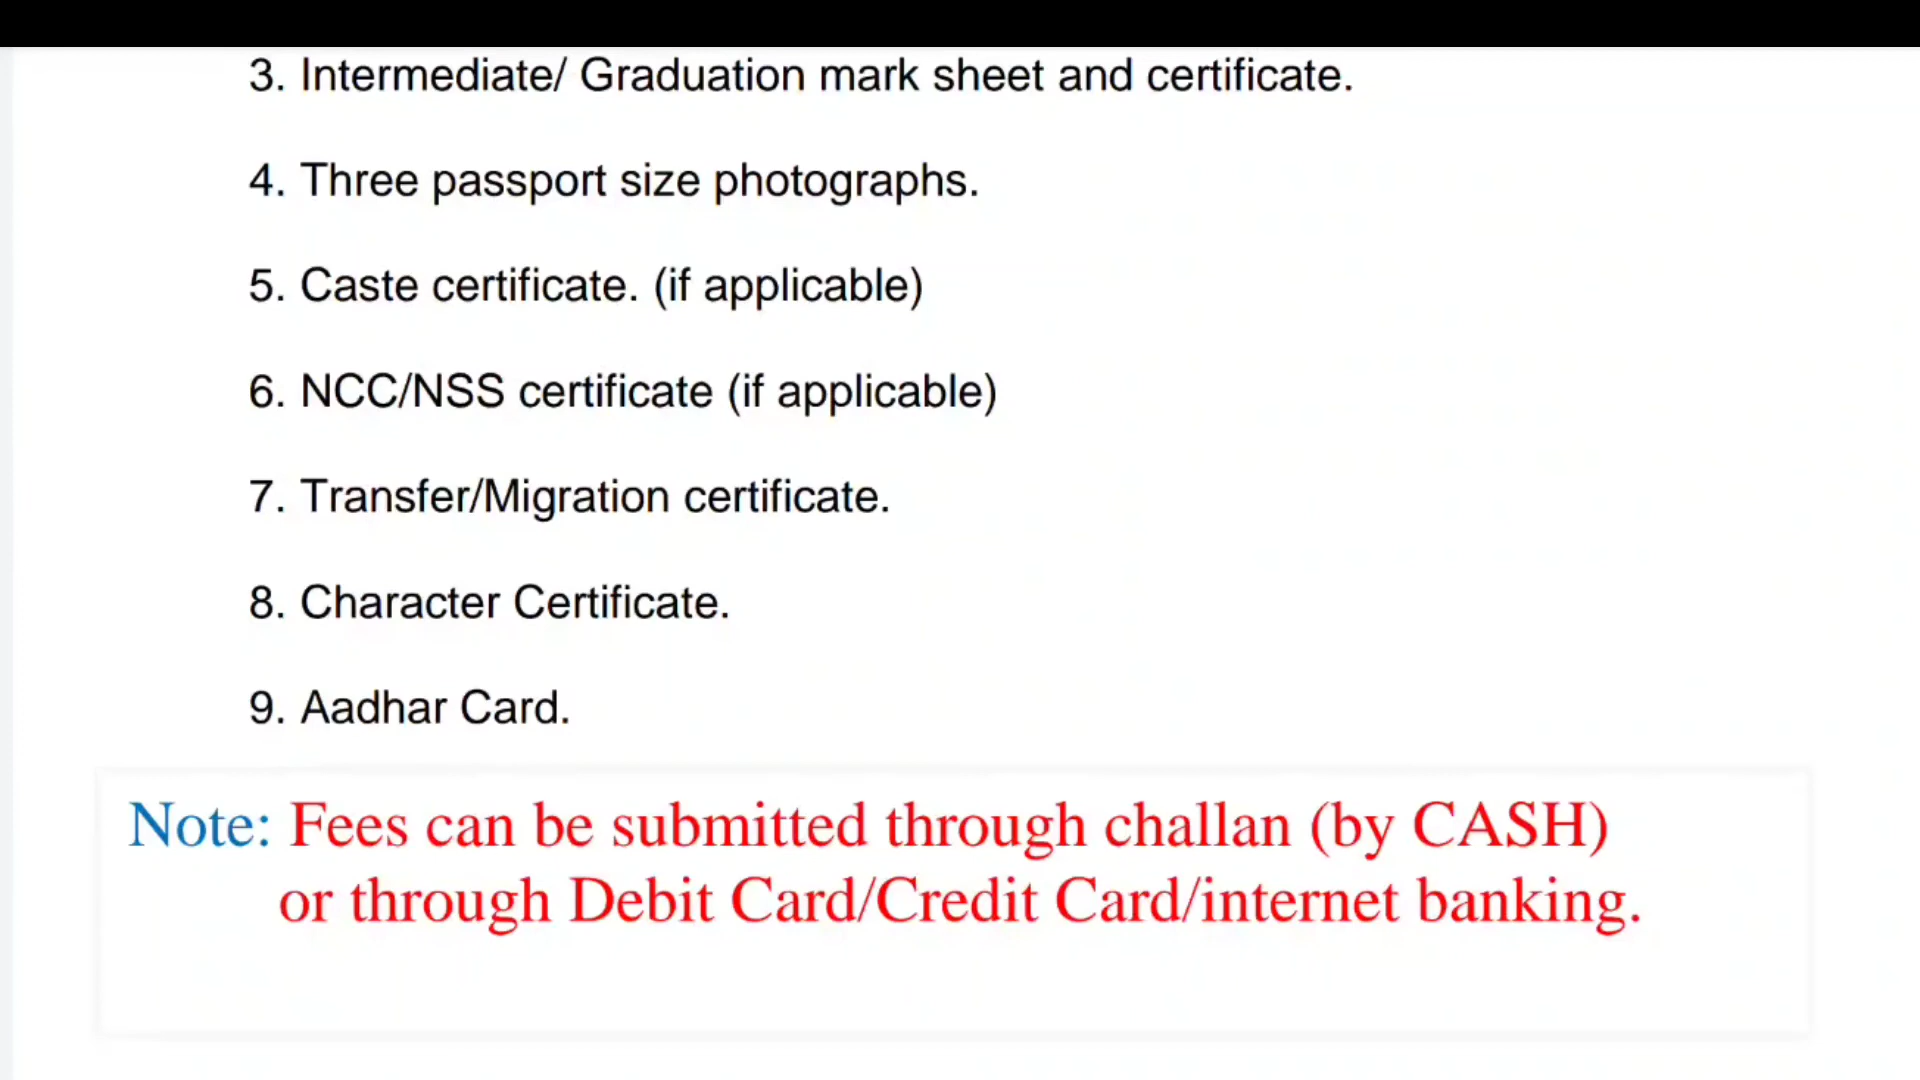 3. Intermediate/ Graduation mark sheet and certificate.
4. Three passport size photographs.
5. Caste certificate. (if applicable)
6. NCC/NSS certificate (if applicable)
7. Transfer/Migration certificate.
8. Character Certificate.
9. Aadhar Card.
Note: Fees can be submitted through challan (by CASH)
or through Debit Card/Credit Card/internet banking.